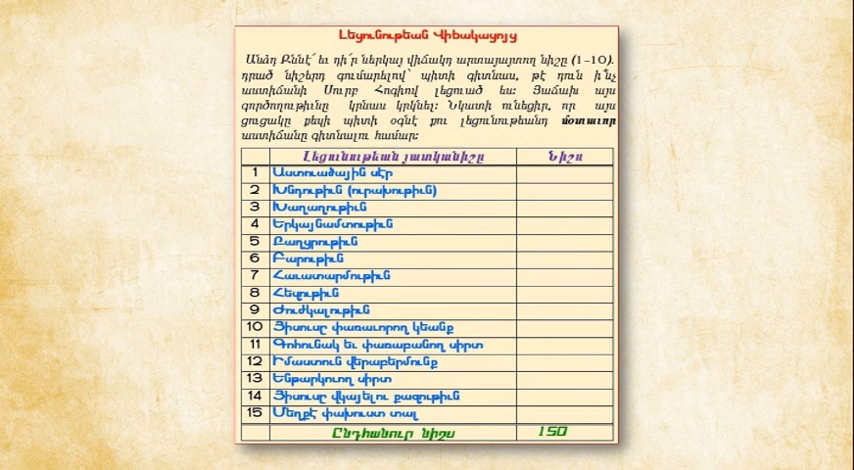 Լեցունութեան Վիճակացոյց
Անձդ Քննէ՛ եւ դի՛ր ներկայ վիճակդ արտայայտող նիշը (1-10).
դրած նիշերդ գումարելով՝ պիտի գիտնաս, թէ դուն ի՞նչ
աստիճանի Սուրբ Հոգիով լեցուած ես: Յաճախ այս
գործողութիւնը կրնաս կրկնել: Նկատի ունեցիր, որ այս
ցուցակը քեզի պիտի օգնէ քու լեցունութեանդ մօտաւոր
աստիճանը գիտնալու համար:
Լեցունութեան յատկանիշը Նիշս
1 Աստուածային սէր
2 Խնդութիւն (ուրախութիւն)
3 Խաղաղութիւն
4 Երկայնամտութիւն
5 Քաղցրութիւն
6 Բարութիւն
7 Հաւատարմութիւն
8 Հեզութիւն
9 Ժուժկալութիւն
10 Յիսուսը փառաւորող կեանք
11 Գոհունակ եւ փառաբանող սիրտ
12 Իմաստուն վերաբերմունք
13 Ենթարկուող սիրտ
14 Յիսուսը վկայելու քաջութիւն
15 Մեղքէ փախուստ տալ
Ընդհանուր նիշս 150